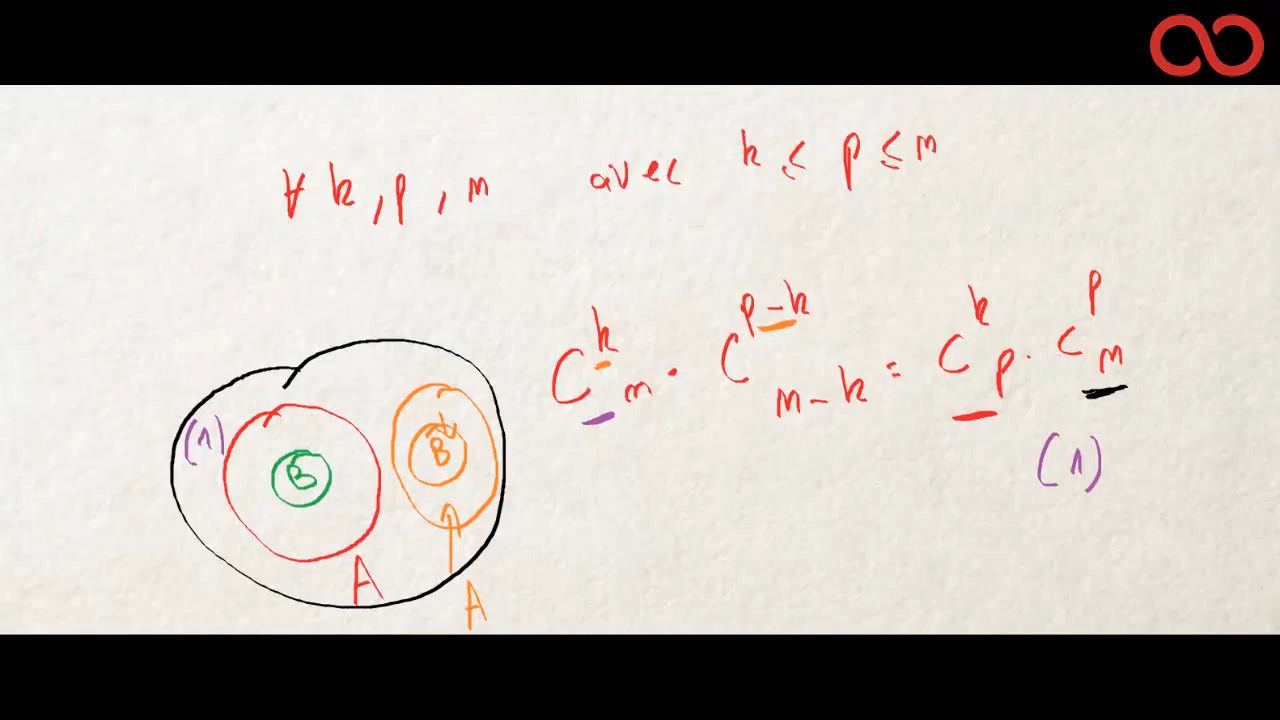 ∀ k, p, n avec k ≤ p ≤ n
C^k_n · C^{p-k}_{n-k} = C^k_p · C^p_n
(1)
(1)
B
B
A
A